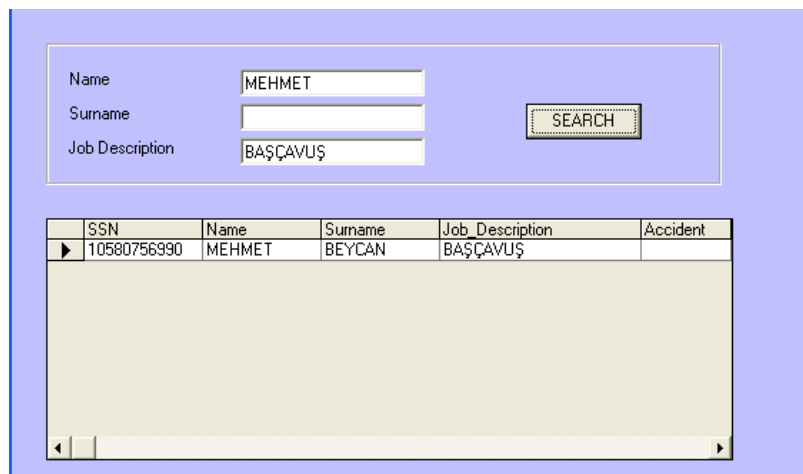 Name MEHMET
Surname
SEARCH
Job Description BAŞÇAVUŞ
SSN Name Surname Job_Description Accident
10580756990 MEHMET BEYCAN BAŞÇAVUŞ